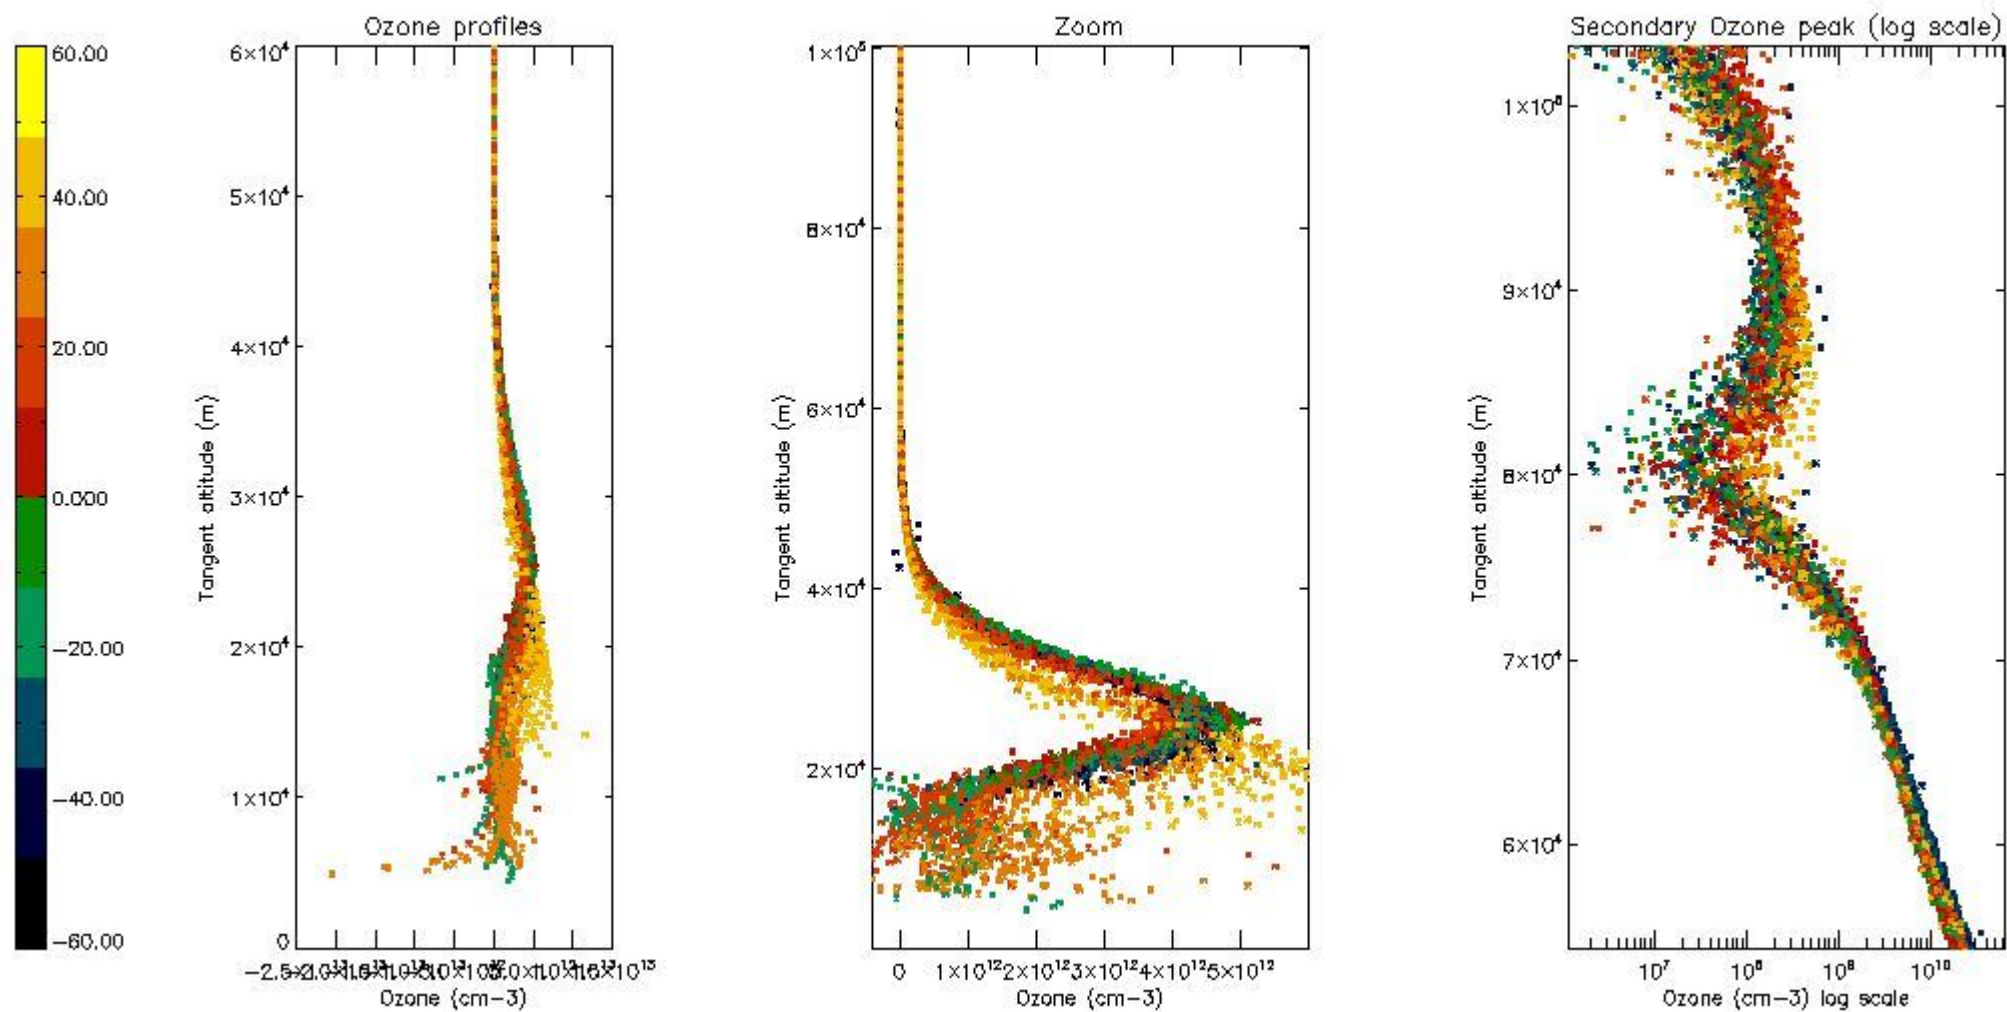 Ozone profiles
Zoom
Secondary Ozone peak (log scale)
60.00
40.00
20.00
0.000
-20.00
-40.00
-60.00
6×10⁴
5×10⁴
4×10⁴
3×10⁴
2×10⁴
1×10⁴
0
Tangent altitude (m)
Ozone (cm-3)
1×10⁵
8×10⁴
6×10⁴
4×10⁴
2×10⁴
Tangent altitude (m)
0 1×10¹² 2×10¹² 3×10¹² 4×10¹² 5×10¹²
Ozone (cm-3)
9×10⁴
8×10⁴
7×10⁴
6×10⁴
Tangent altitude (m)
10⁷ 10⁸ 10⁹ 10¹⁰
Ozone (cm-3) log scale